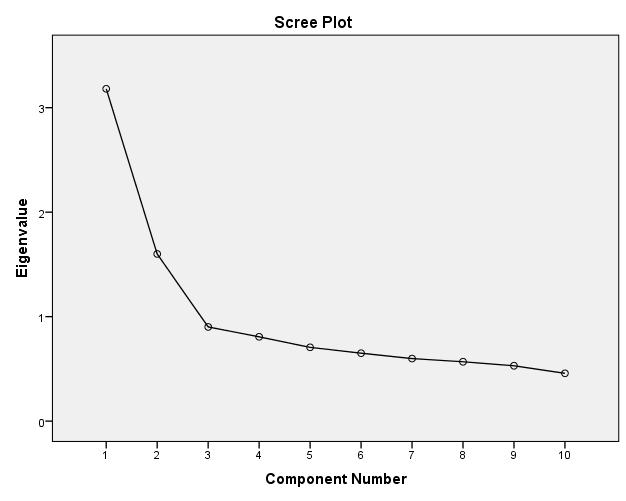 Scree Plot
Eigenvalue
3
2
1
0
1 2 3 4 5 6 7 8 9 10
Component Number